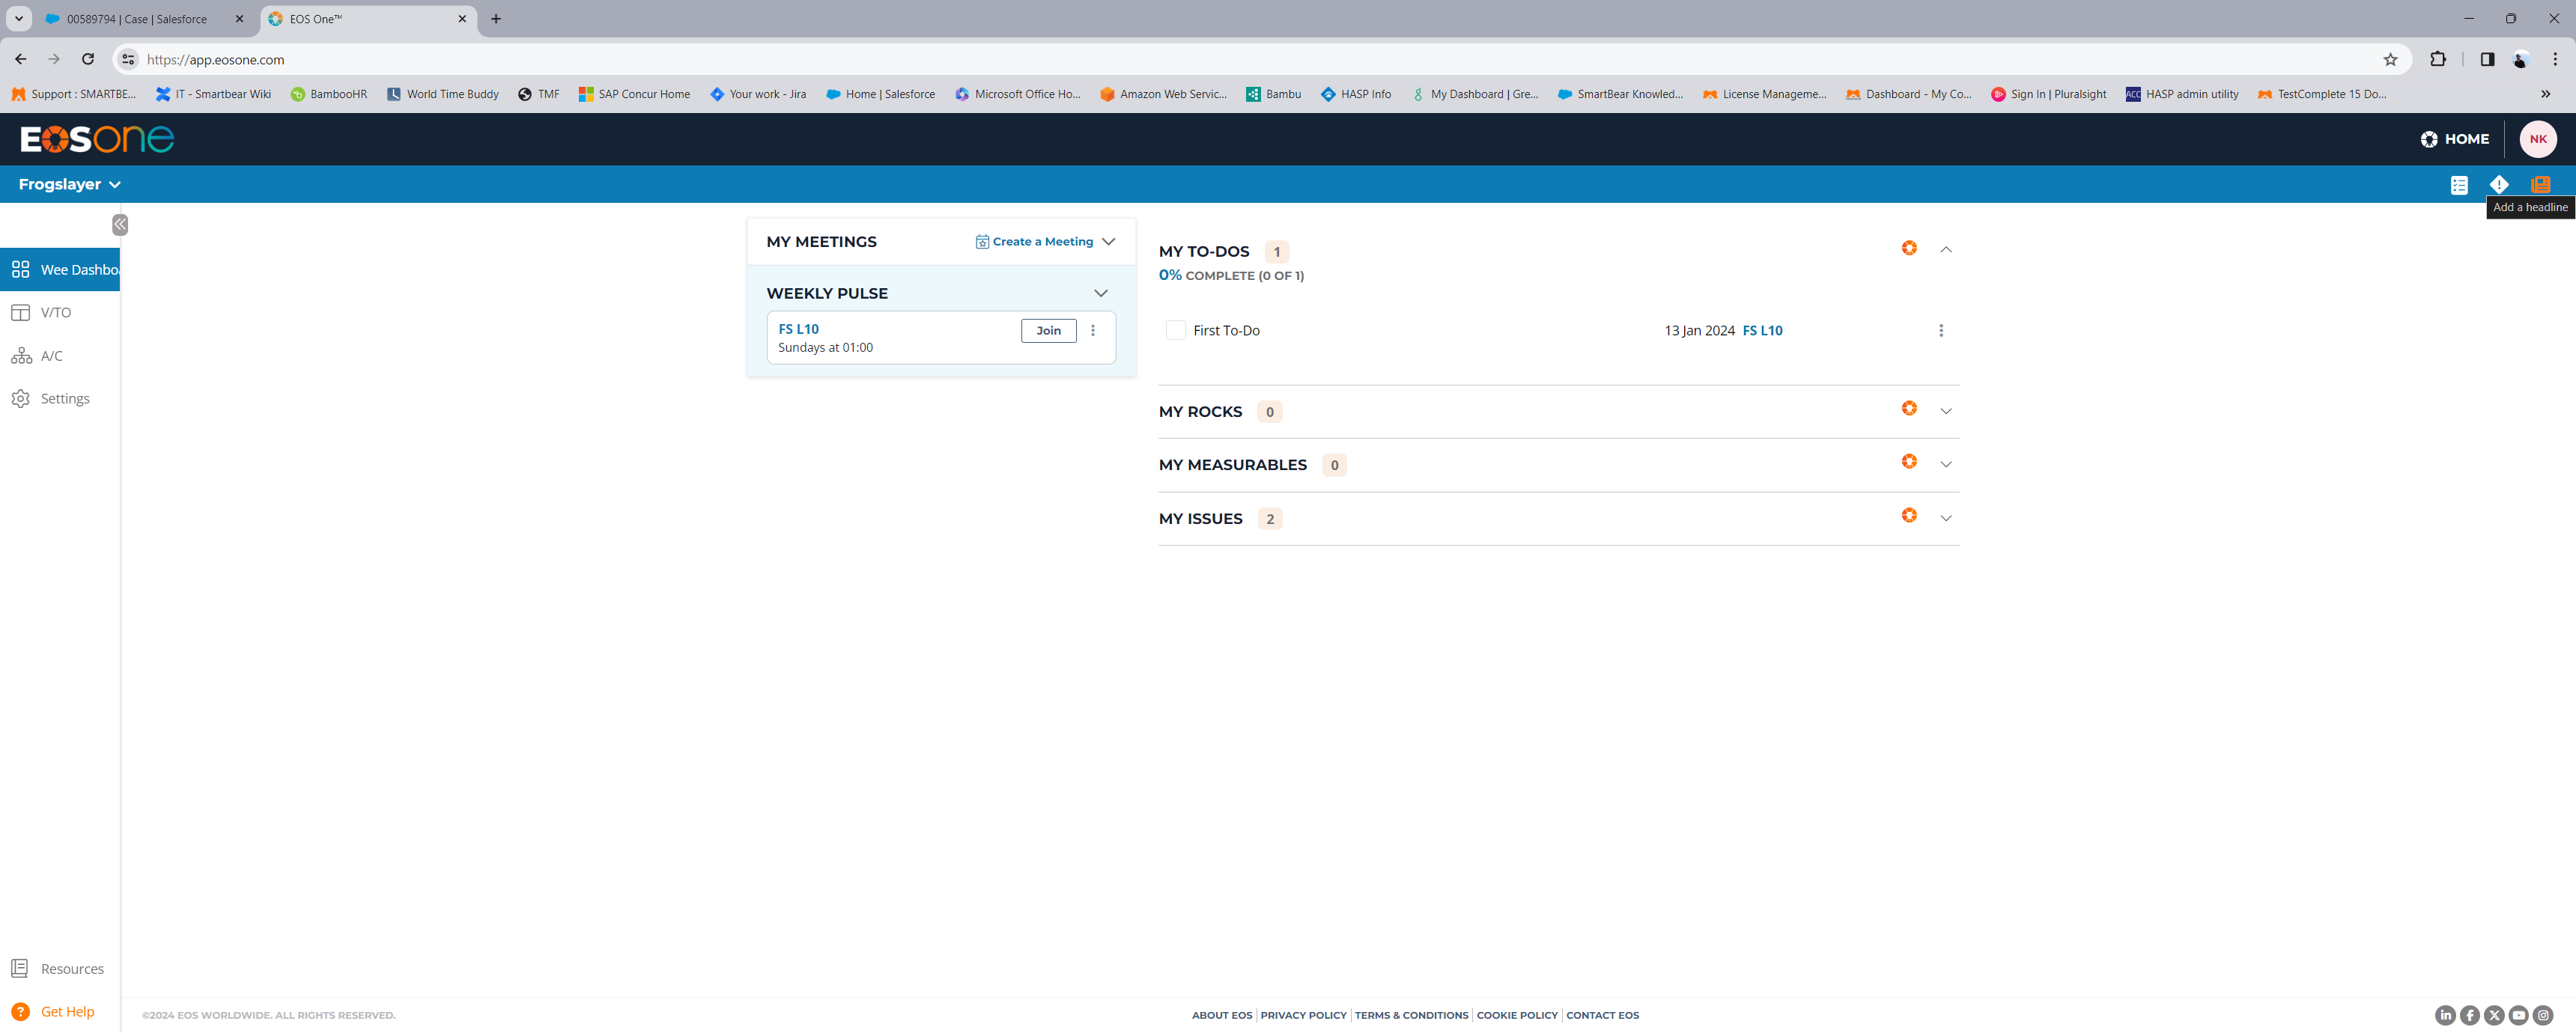 00589794 | Case | Salesforce
EOS One™
https://app.eosone.com
Support : SMARTBE... IT - Smartbear Wiki BambooHR World Time Buddy TMF SAP Concur Home Your work - Jira Home | Salesforce Microsoft Office Ho... Amazon Web Servic... Bambu HASP Info My Dashboard | Gre... SmartBear Knowled... License Manageme... Dashboard - My Co... Sign In | Pluralsight ACC HASP admin utility TestComplete 15 Do...
EOSone
HOME
NK
Frogslayer
Add a headline
Wee Dashboa
V/TO
A/C
Settings
Resources
? Get Help
MY MEETINGS
Create a Meeting
WEEKLY PULSE
FS L10
Sundays at 01:00
Join
MY TO-DOS 1
0% COMPLETE (0 OF 1)
First To-Do 13 Jan 2024 FS L10
MY ROCKS 0
MY MEASURABLES 0
MY ISSUES 2
©2024 EOS WORLDWIDE. ALL RIGHTS RESERVED.
ABOUT EOS PRIVACY POLICY TERMS & CONDITIONS COOKIE POLICY CONTACT EOS